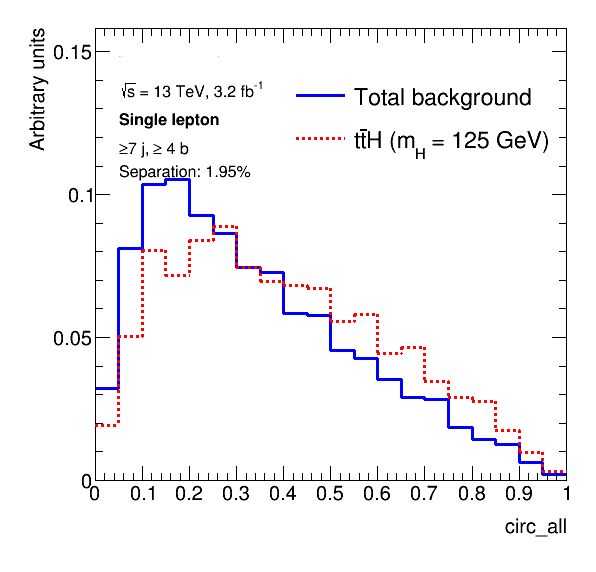 Arbitrary units
0.15
0.1
0.05
0
√s = 13 TeV, 3.2 fb⁻¹
Single lepton
≥7 j, ≥ 4 b
Separation: 1.95%
Total background
tt̄H (m_H = 125 GeV)
0 0.1 0.2 0.3 0.4 0.5 0.6 0.7 0.8 0.9 1
circ_all